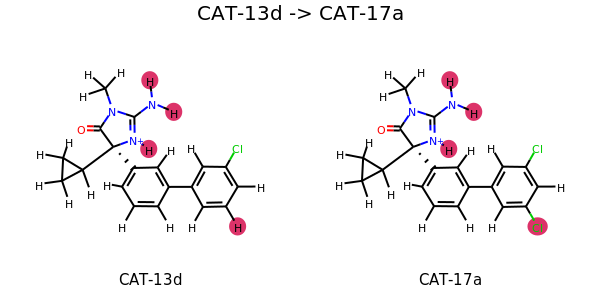 CAT-13d -> CAT-17a
H H H H
H N N H
O N+ H
H H H Cl
H H H H
H H H H H
H H H H
H N N H
O N+ H
H H H Cl
H H H H
H H H H Cl
CAT-13d
CAT-17a